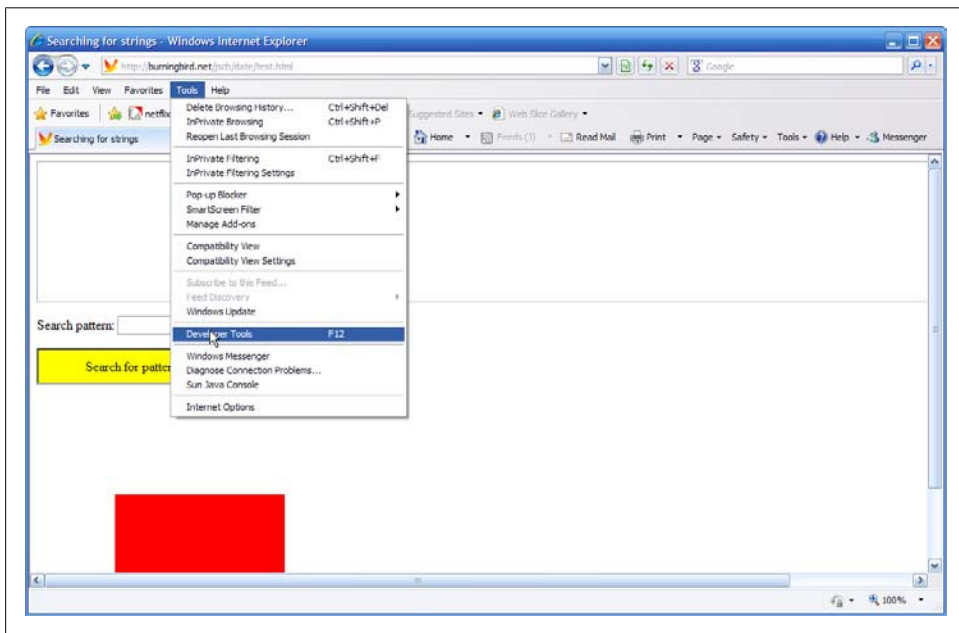 Searching for strings - Windows Internet Explorer
http://burningbird.net/jscb/date/test.html Google
File Edit View Favorites Tools Help
Favorites Suggested Sites Web Slice Gallery
Searching for strings Home Feeds (3) Read Mail Print Page Safety Tools Help Messenger
Delete Browsing History... Ctrl+Shift+Del
InPrivate Browsing Ctrl+Shift+P
Reopen Last Browsing Session
InPrivate Filtering Ctrl+Shift+F
InPrivate Filtering Settings
Pop-up Blocker
SmartScreen Filter
Manage Add-ons
Compatibility View
Compatibility View Settings
Subscribe to this Feed...
Feed Discovery
Windows Update
Search pattern:
Developer Tools F12
Windows Messenger
Search for patter
Diagnose Connection Problems...
Sun Java Console
Internet Options
100%